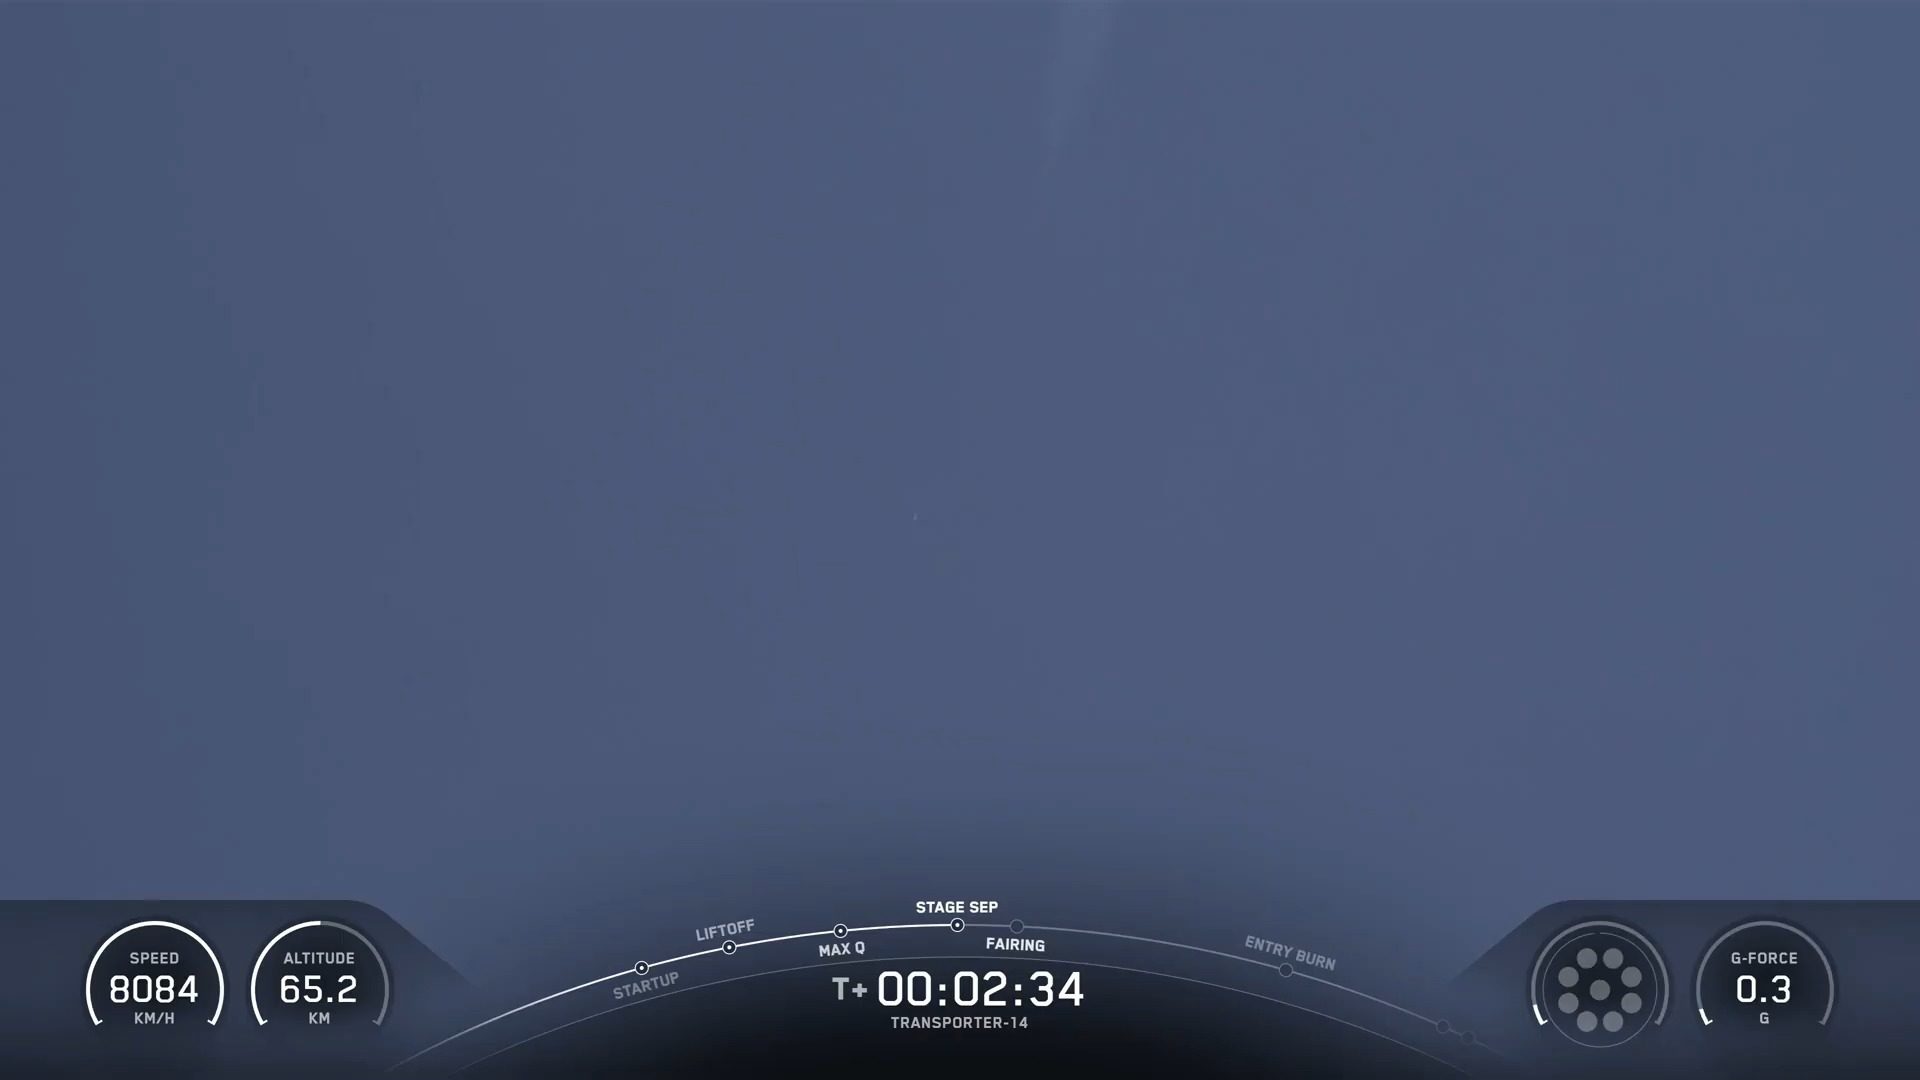 STAGE SEP
LIFTOFF
MAX Q
FAIRING
ENTRY BURN
STARTUP
SPEED
8084
KM/H
ALTITUDE
65.2
KM
T+ 00:02:34
TRANSPORTER-14
G-FORCE
0.3
G